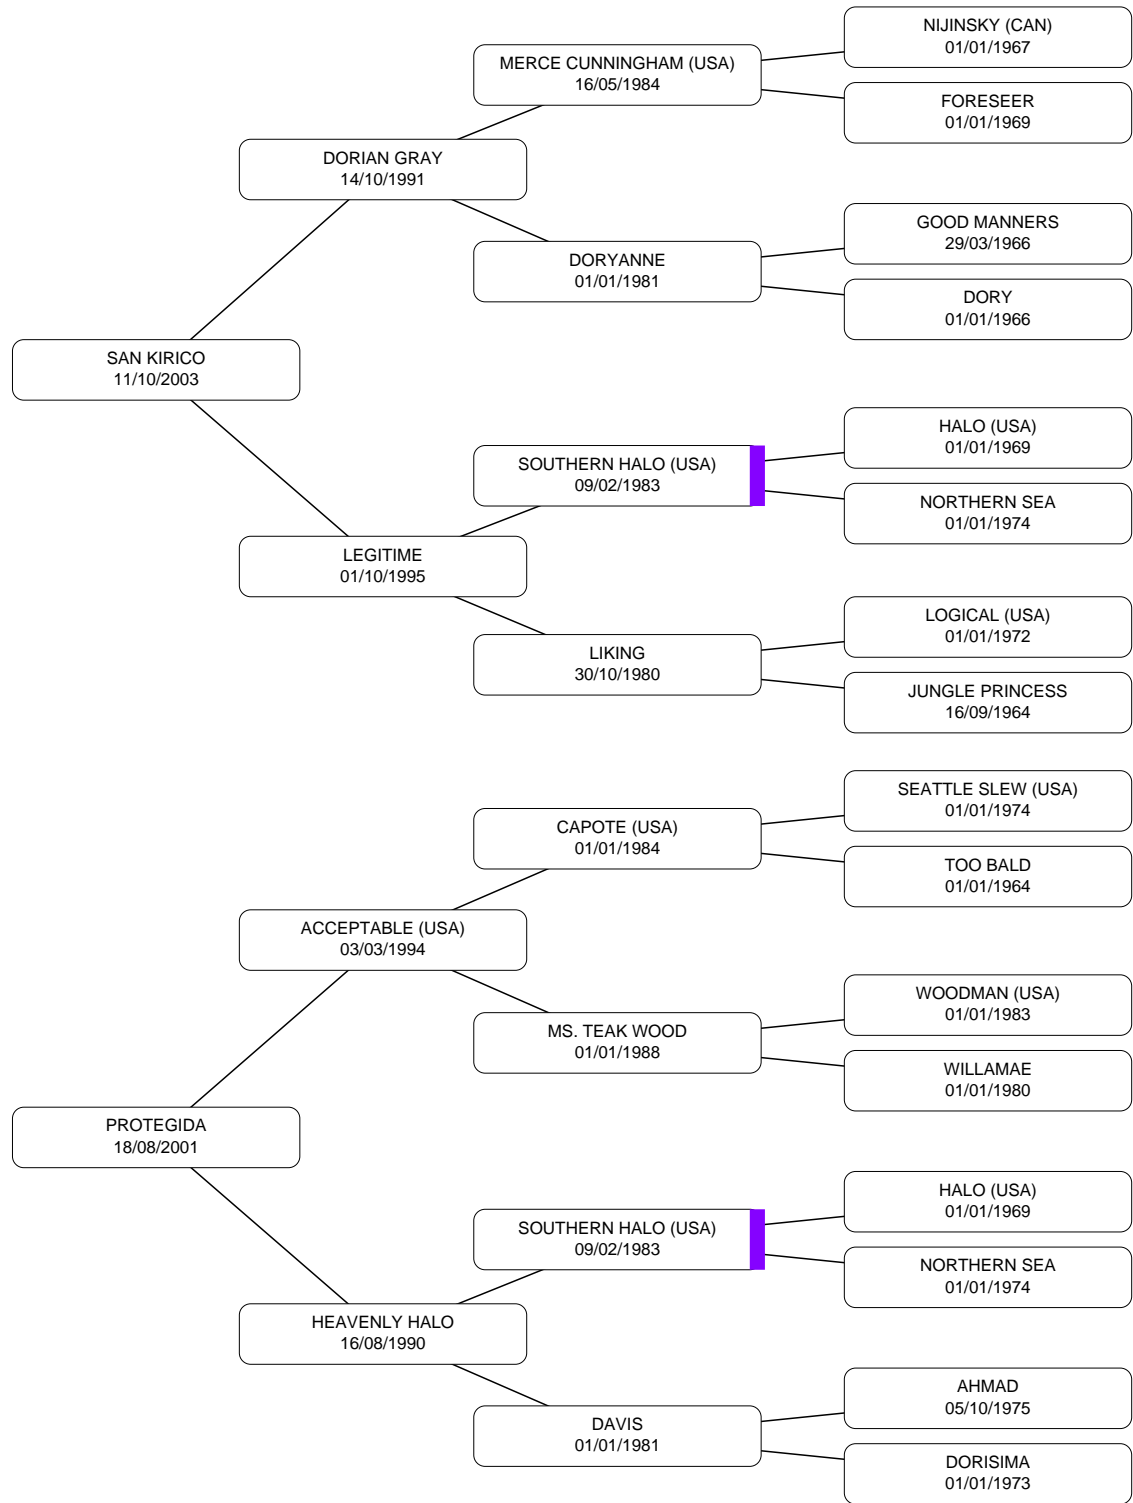 NIJINSKY (CAN)
01/01/1967
MERCE CUNNINGHAM (USA)
16/05/1984
FORESEER
01/01/1969
DORIAN GRAY
14/10/1991
GOOD MANNERS
29/03/1966
DORYANNE
01/01/1981
DORY
01/01/1966
SAN KIRICO
11/10/2003
HALO (USA)
01/01/1969
SOUTHERN HALO (USA)
09/02/1983
NORTHERN SEA
01/01/1974
LEGITIME
01/10/1995
LOGICAL (USA)
01/01/1972
LIKING
30/10/1980
JUNGLE PRINCESS
16/09/1964
SEATTLE SLEW (USA)
01/01/1974
CAPOTE (USA)
01/01/1984
TOO BALD
01/01/1964
ACCEPTABLE (USA)
03/03/1994
WOODMAN (USA)
01/01/1983
MS. TEAK WOOD
01/01/1988
WILLAMAE
01/01/1980
PROTEGIDA
18/08/2001
HALO (USA)
01/01/1969
SOUTHERN HALO (USA)
09/02/1983
NORTHERN SEA
01/01/1974
HEAVENLY HALO
16/08/1990
AHMAD
05/10/1975
DAVIS
01/01/1981
DORISIMA
01/01/1973